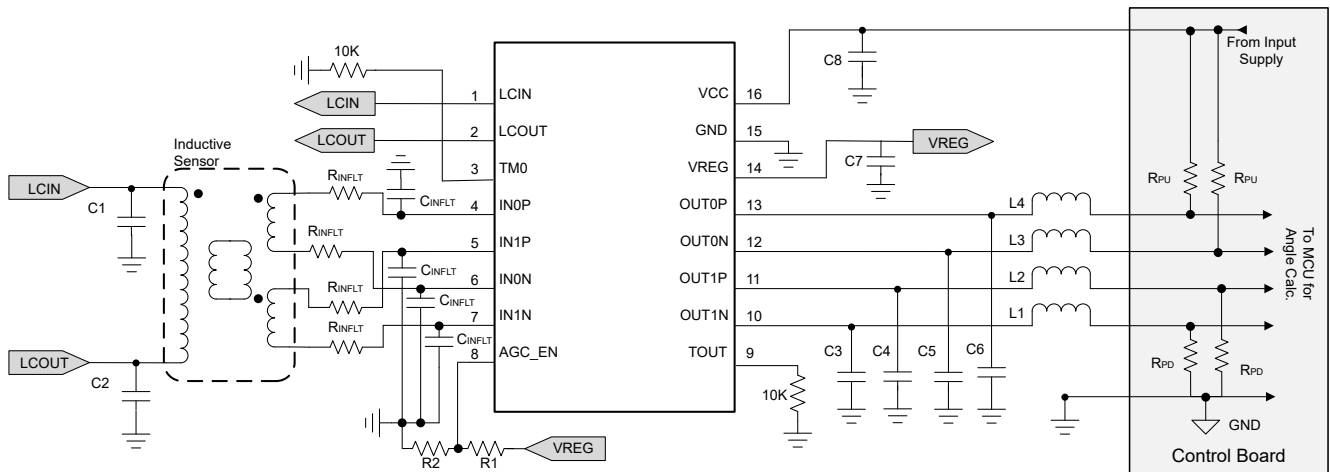 10K
LCIN
LCOUT
Inductive
Sensor
LCIN
C1
LCOUT
C2
RINFLT
CINFLT
RINFLT
CINFLT
RINFLT
CINFLT
RINFLT
CINFLT
1 LCIN
2 LCOUT
3 TM0
4 IN0P
5 IN1P
6 IN0N
7 IN1N
8 AGC_EN
R2
R1
VREG
VCC 16
GND 15
VREG 14
OUT0P 13
OUT0N 12
OUT1P 11
OUT1N 10
TOUT 9
10K
C8
C7
VREG
L4
L3
L2
L1
C3
C4
C5
C6
From Input
Supply
RPU
RPU
To MCU for
Angle Calc.
RPD
RPD
GND
Control Board